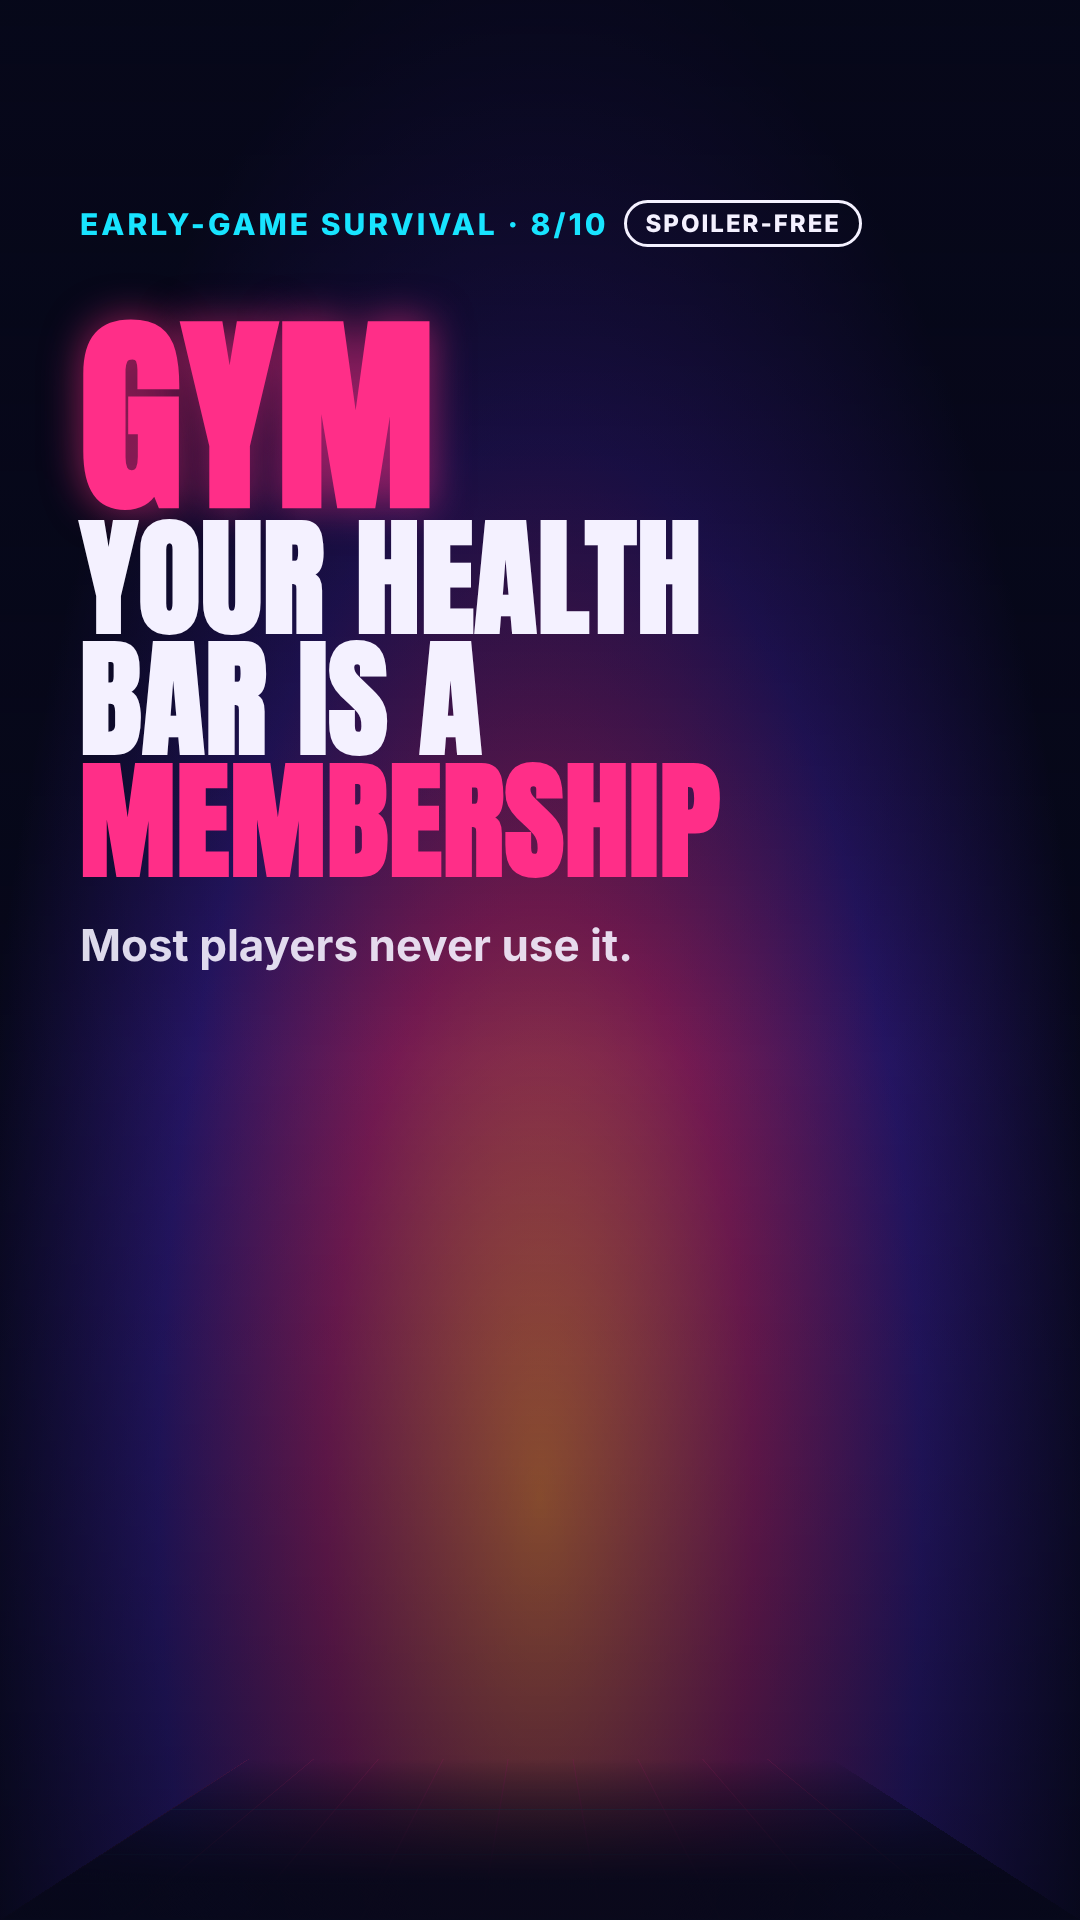 EARLY-GAME SURVIVAL · 8/10 SPOILER-FREE
GYM
YOUR HEALTH
BAR IS A
MEMBERSHIP
Most players never use it.